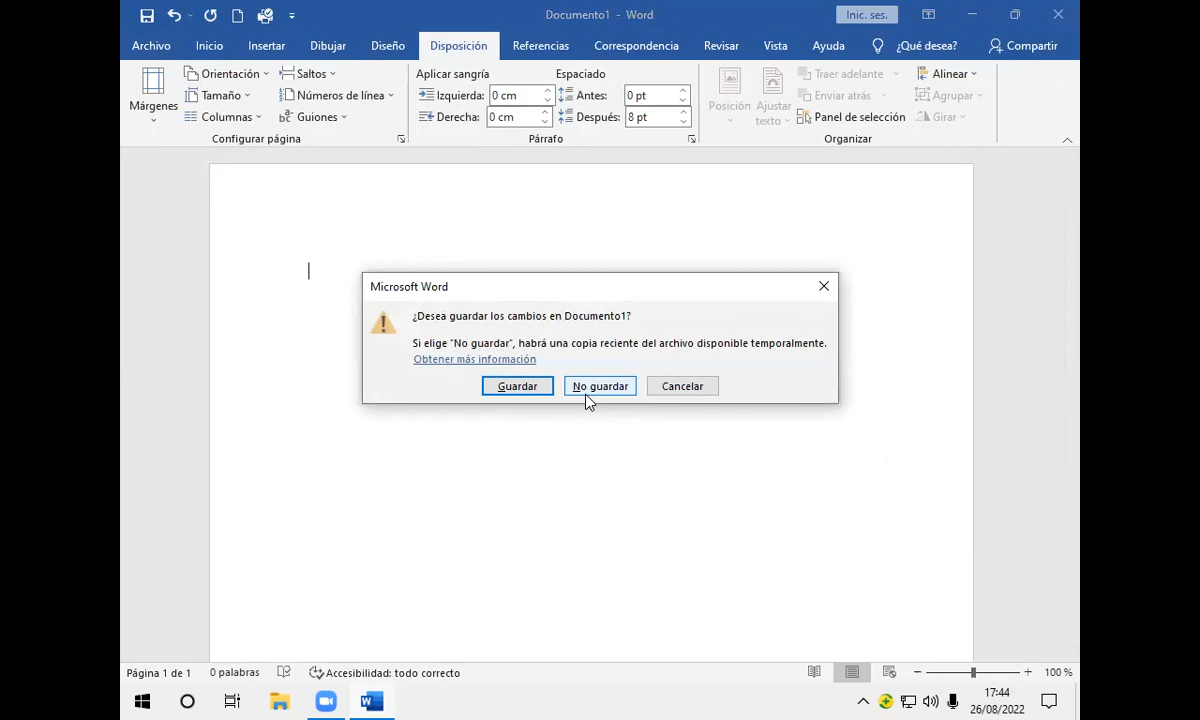 Documento1 - Word
Inic. ses.
Archivo Inicio Insertar Dibujar Diseño Disposición Referencias Correspondencia Revisar Vista Ayuda ¿Qué desea? Compartir
Márgenes
Orientación
Tamaño
Columnas
Saltos
Números de línea
Guiones
Configurar página
Aplicar sangría
Izquierda: 0 cm
Derecha: 0 cm
Espaciado
Antes: 0 pt
Después: 8 pt
Párrafo
Posición
Ajustar
texto
Traer adelante
Enviar atrás
Panel de selección
Alinear
Agrupar
Girar
Organizar
Microsoft Word
¿Desea guardar los cambios en Documento1?
Si elige "No guardar", habrá una copia reciente del archivo disponible temporalmente.
Obtener más información
Guardar No guardar Cancelar
Página 1 de 1 0 palabras Accesibilidad: todo correcto 100 %
17:44
26/08/2022